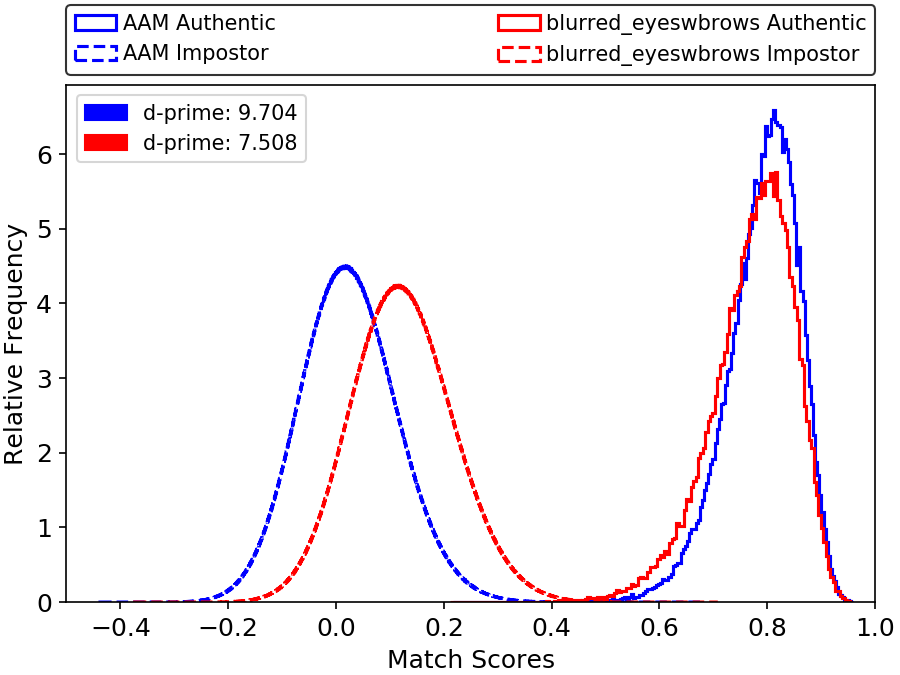 AAM Authentic
AAM Impostor
blurred_eyeswbrows Authentic
blurred_eyeswbrows Impostor
d-prime: 9.704
d-prime: 7.508
Relative Frequency
6
5
4
3
2
1
0
−0.4 −0.2 0.0 0.2 0.4 0.6 0.8 1.0
Match Scores